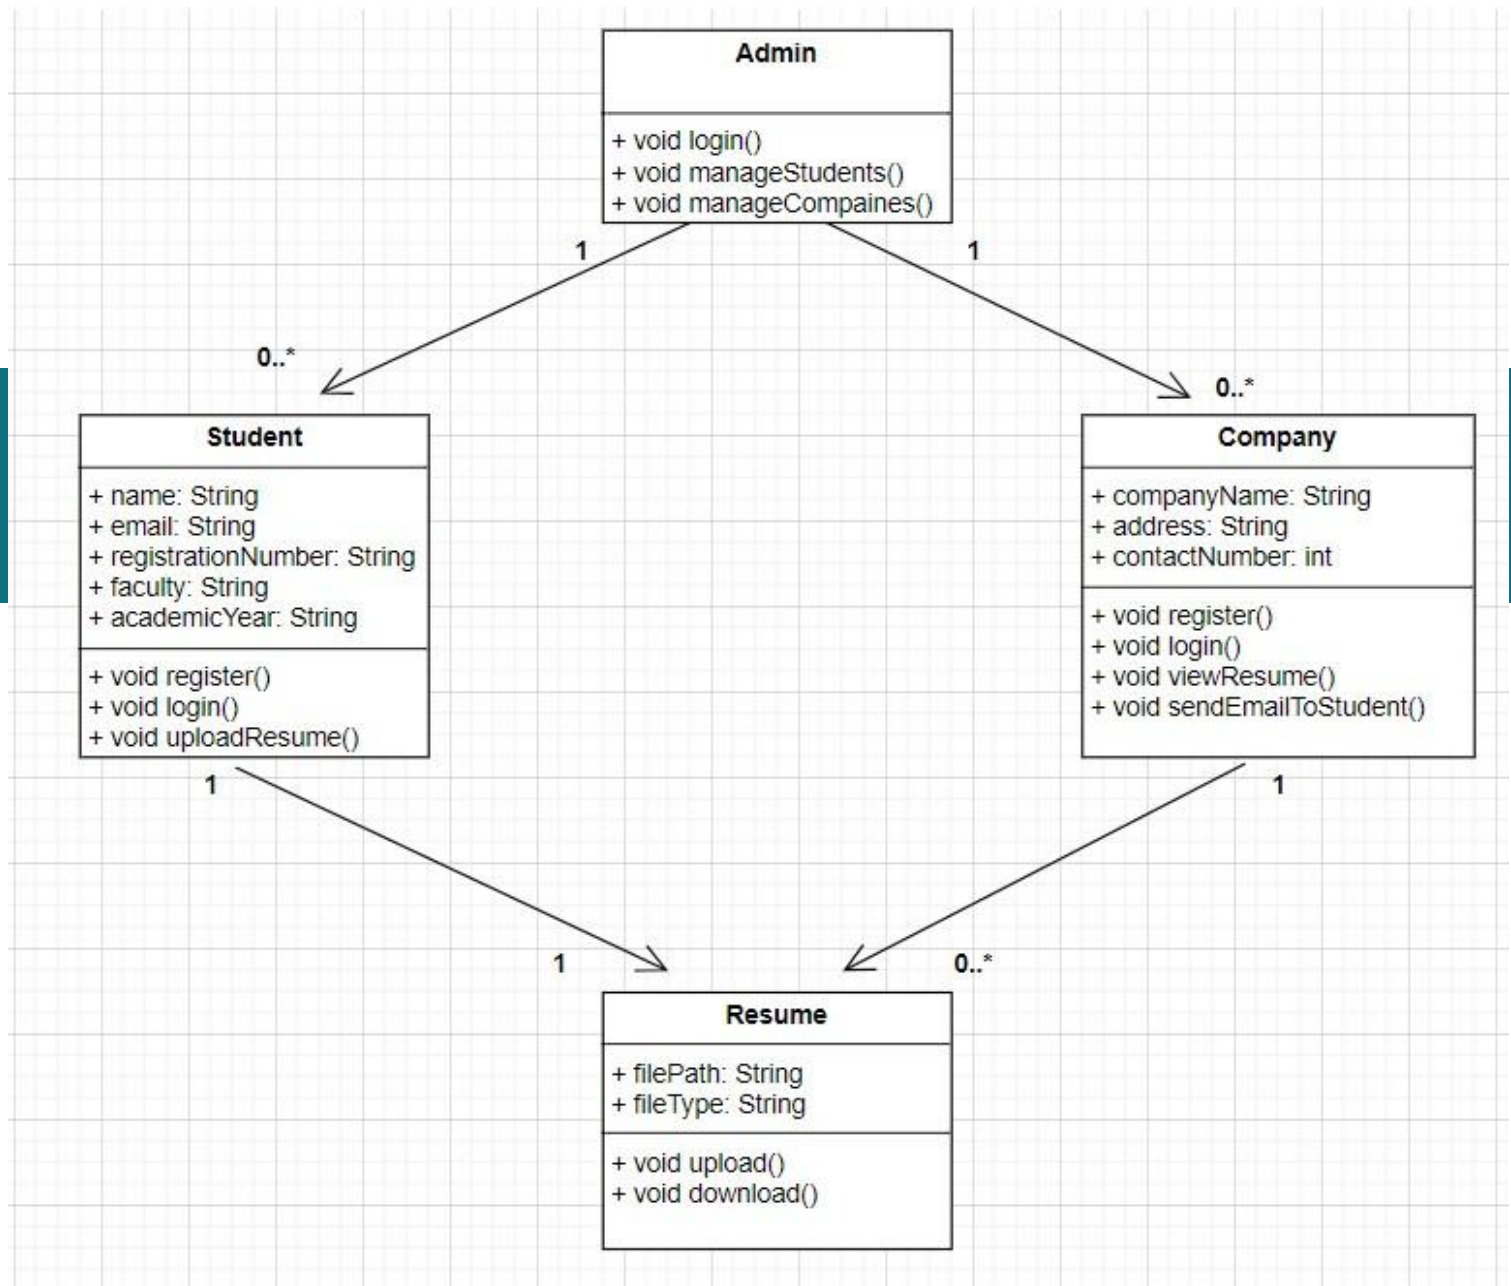 Admin
+ void login()
+ void manageStudents()
+ void manageCompaines()
1
1
0..*
0..*
Student
+ name: String
+ email: String
+ registrationNumber: String
+ faculty: String
+ academicYear: String
+ void register()
+ void login()
+ void uploadResume()
Company
+ companyName: String
+ address: String
+ contactNumber: int
+ void register()
+ void login()
+ void viewResume()
+ void sendEmailToStudent()
1
1
1
0..*
Resume
+ filePath: String
+ fileType: String
+ void upload()
+ void download()